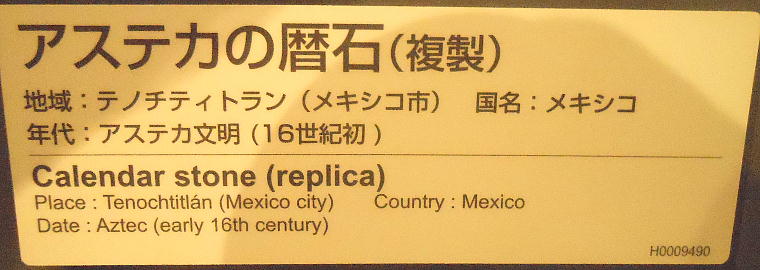 アステカの暦石(複製)
地域：テノチティトラン（メキシコ市） 国名：メキシコ
年代：アステカ文明 (16世紀初 )
Calendar stone (replica)
Place : Tenochtitlán (Mexico city) Country : Mexico
Date : Aztec (early 16th century)
H0009490